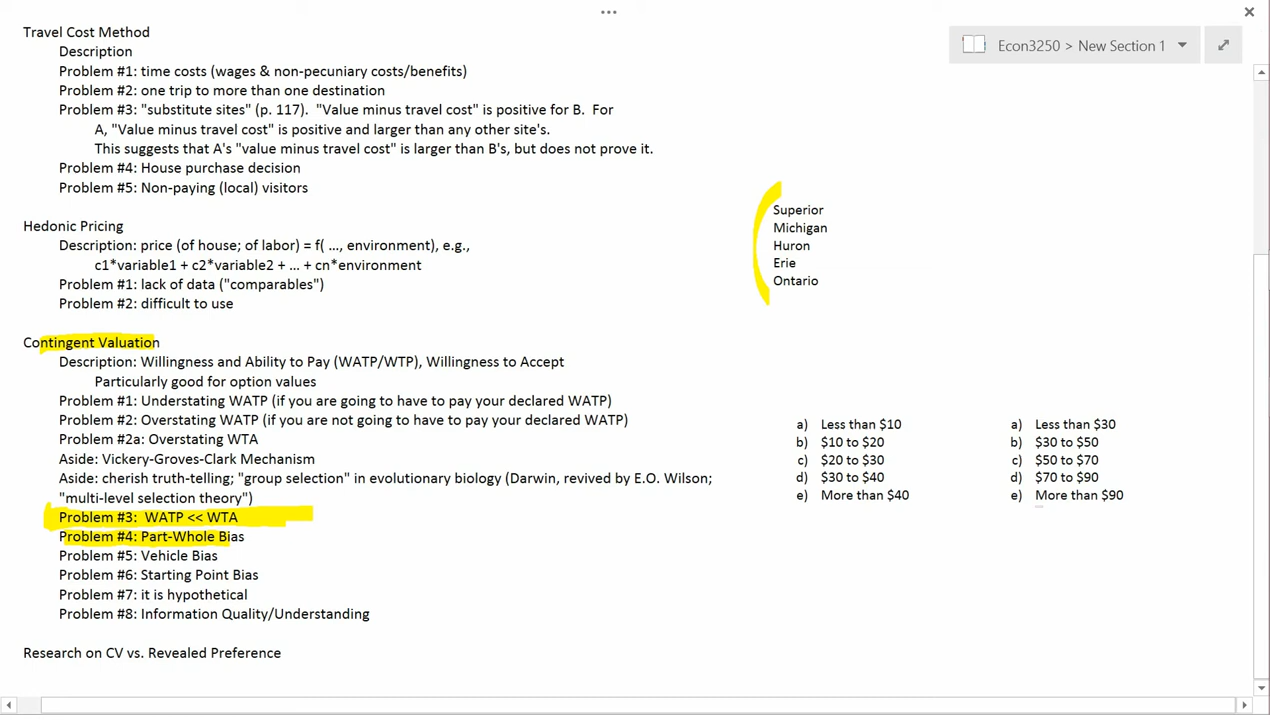 Econ3250 > New Section 1
Travel Cost Method
Description
Problem #1: time costs (wages & non-pecuniary costs/benefits)
Problem #2: one trip to more than one destination
Problem #3: "substitute sites" (p. 117).  "Value minus travel cost" is positive for B.  For
A, "Value minus travel cost" is positive and larger than any other site's.
This suggests that A's "value minus travel cost" is larger than B's, but does not prove it.
Problem #4: House purchase decision
Problem #5: Non-paying (local) visitors
Hedonic Pricing
Description: price (of house; of labor) = f( ..., environment), e.g.,
c1*variable1 + c2*variable2 + ... + cn*environment
Problem #1: lack of data ("comparables")
Problem #2: difficult to use
Superior
Michigan
Huron
Erie
Ontario
Contingent Valuation
Description: Willingness and Ability to Pay (WATP/WTP), Willingness to Accept
Particularly good for option values
Problem #1: Understating WATP (if you are going to have to pay your declared WATP)
Problem #2: Overstating WATP (if you are not going to have to pay your declared WATP)
Problem #2a: Overstating WTA
Aside: Vickery-Groves-Clark Mechanism
Aside: cherish truth-telling; "group selection" in evolutionary biology (Darwin, revived by E.O. Wilson;
"multi-level selection theory")
Problem #3:  WATP << WTA
Problem #4: Part-Whole Bias
Problem #5: Vehicle Bias
Problem #6: Starting Point Bias
Problem #7: it is hypothetical
Problem #8: Information Quality/Understanding
a) Less than $10
b) $10 to $20
c) $20 to $30
d) $30 to $40
e) More than $40
a) Less than $30
b) $30 to $50
c) $50 to $70
d) $70 to $90
e) More than $90
Research on CV vs. Revealed Preference